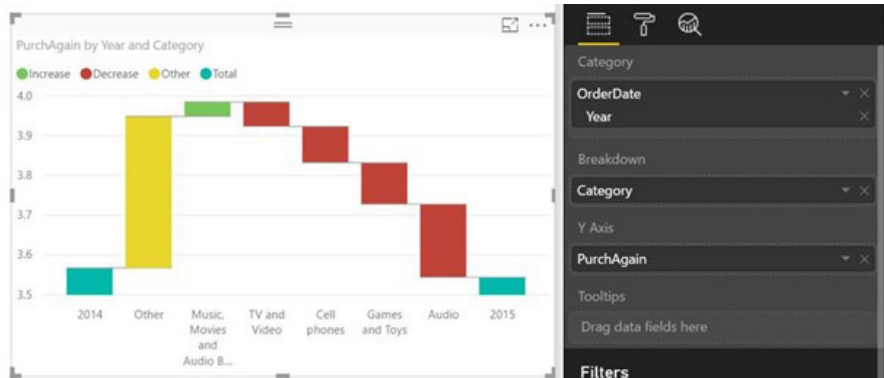 PurchAgain by Year and Category
Increase Decrease Other Total
4.0
3.9
3.8
3.7
3.6
3.5
2014 Other Music, Movies and Audio B... TV and Video Cell phones Games and Toys Audio 2015
Category
OrderDate
Year
Breakdown
Category
Y Axis
PurchAgain
Tooltips
Drag data fields here
Filters